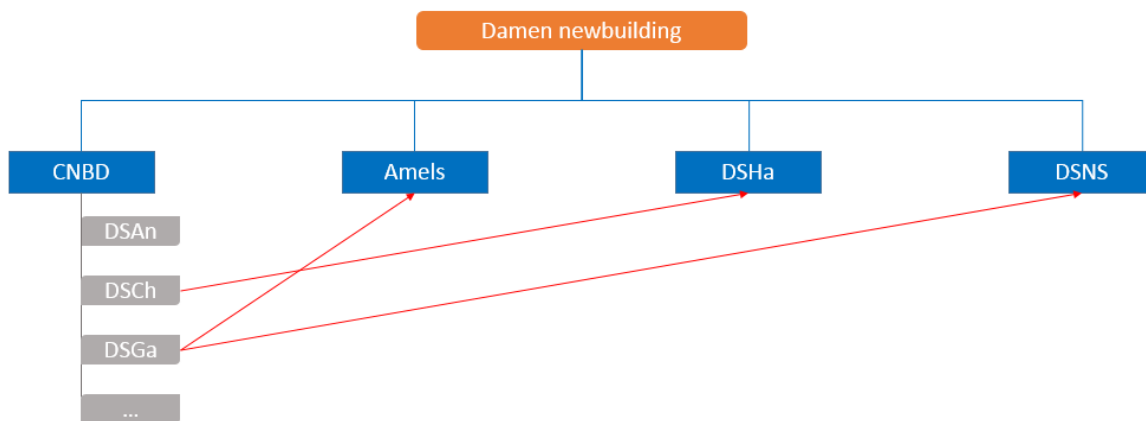 Damen newbuilding
CNBD
Amels
DSHa
DSNS
DSAn
DSCh
DSGa
...